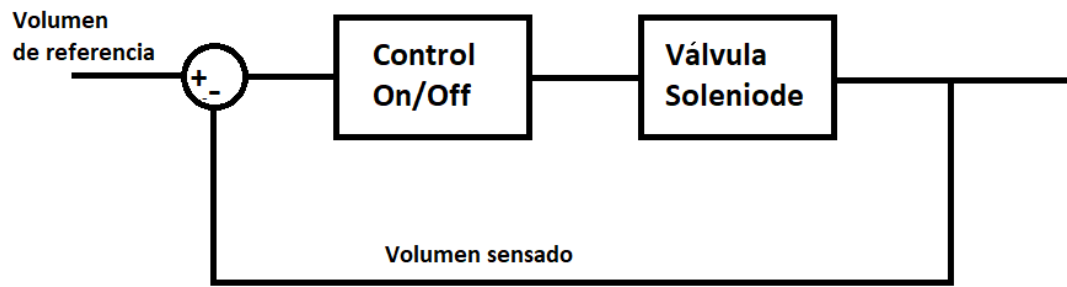 Volumen
de referencia
+
-
Control
On/Off
Válvula
Soleniode
Volumen sensado